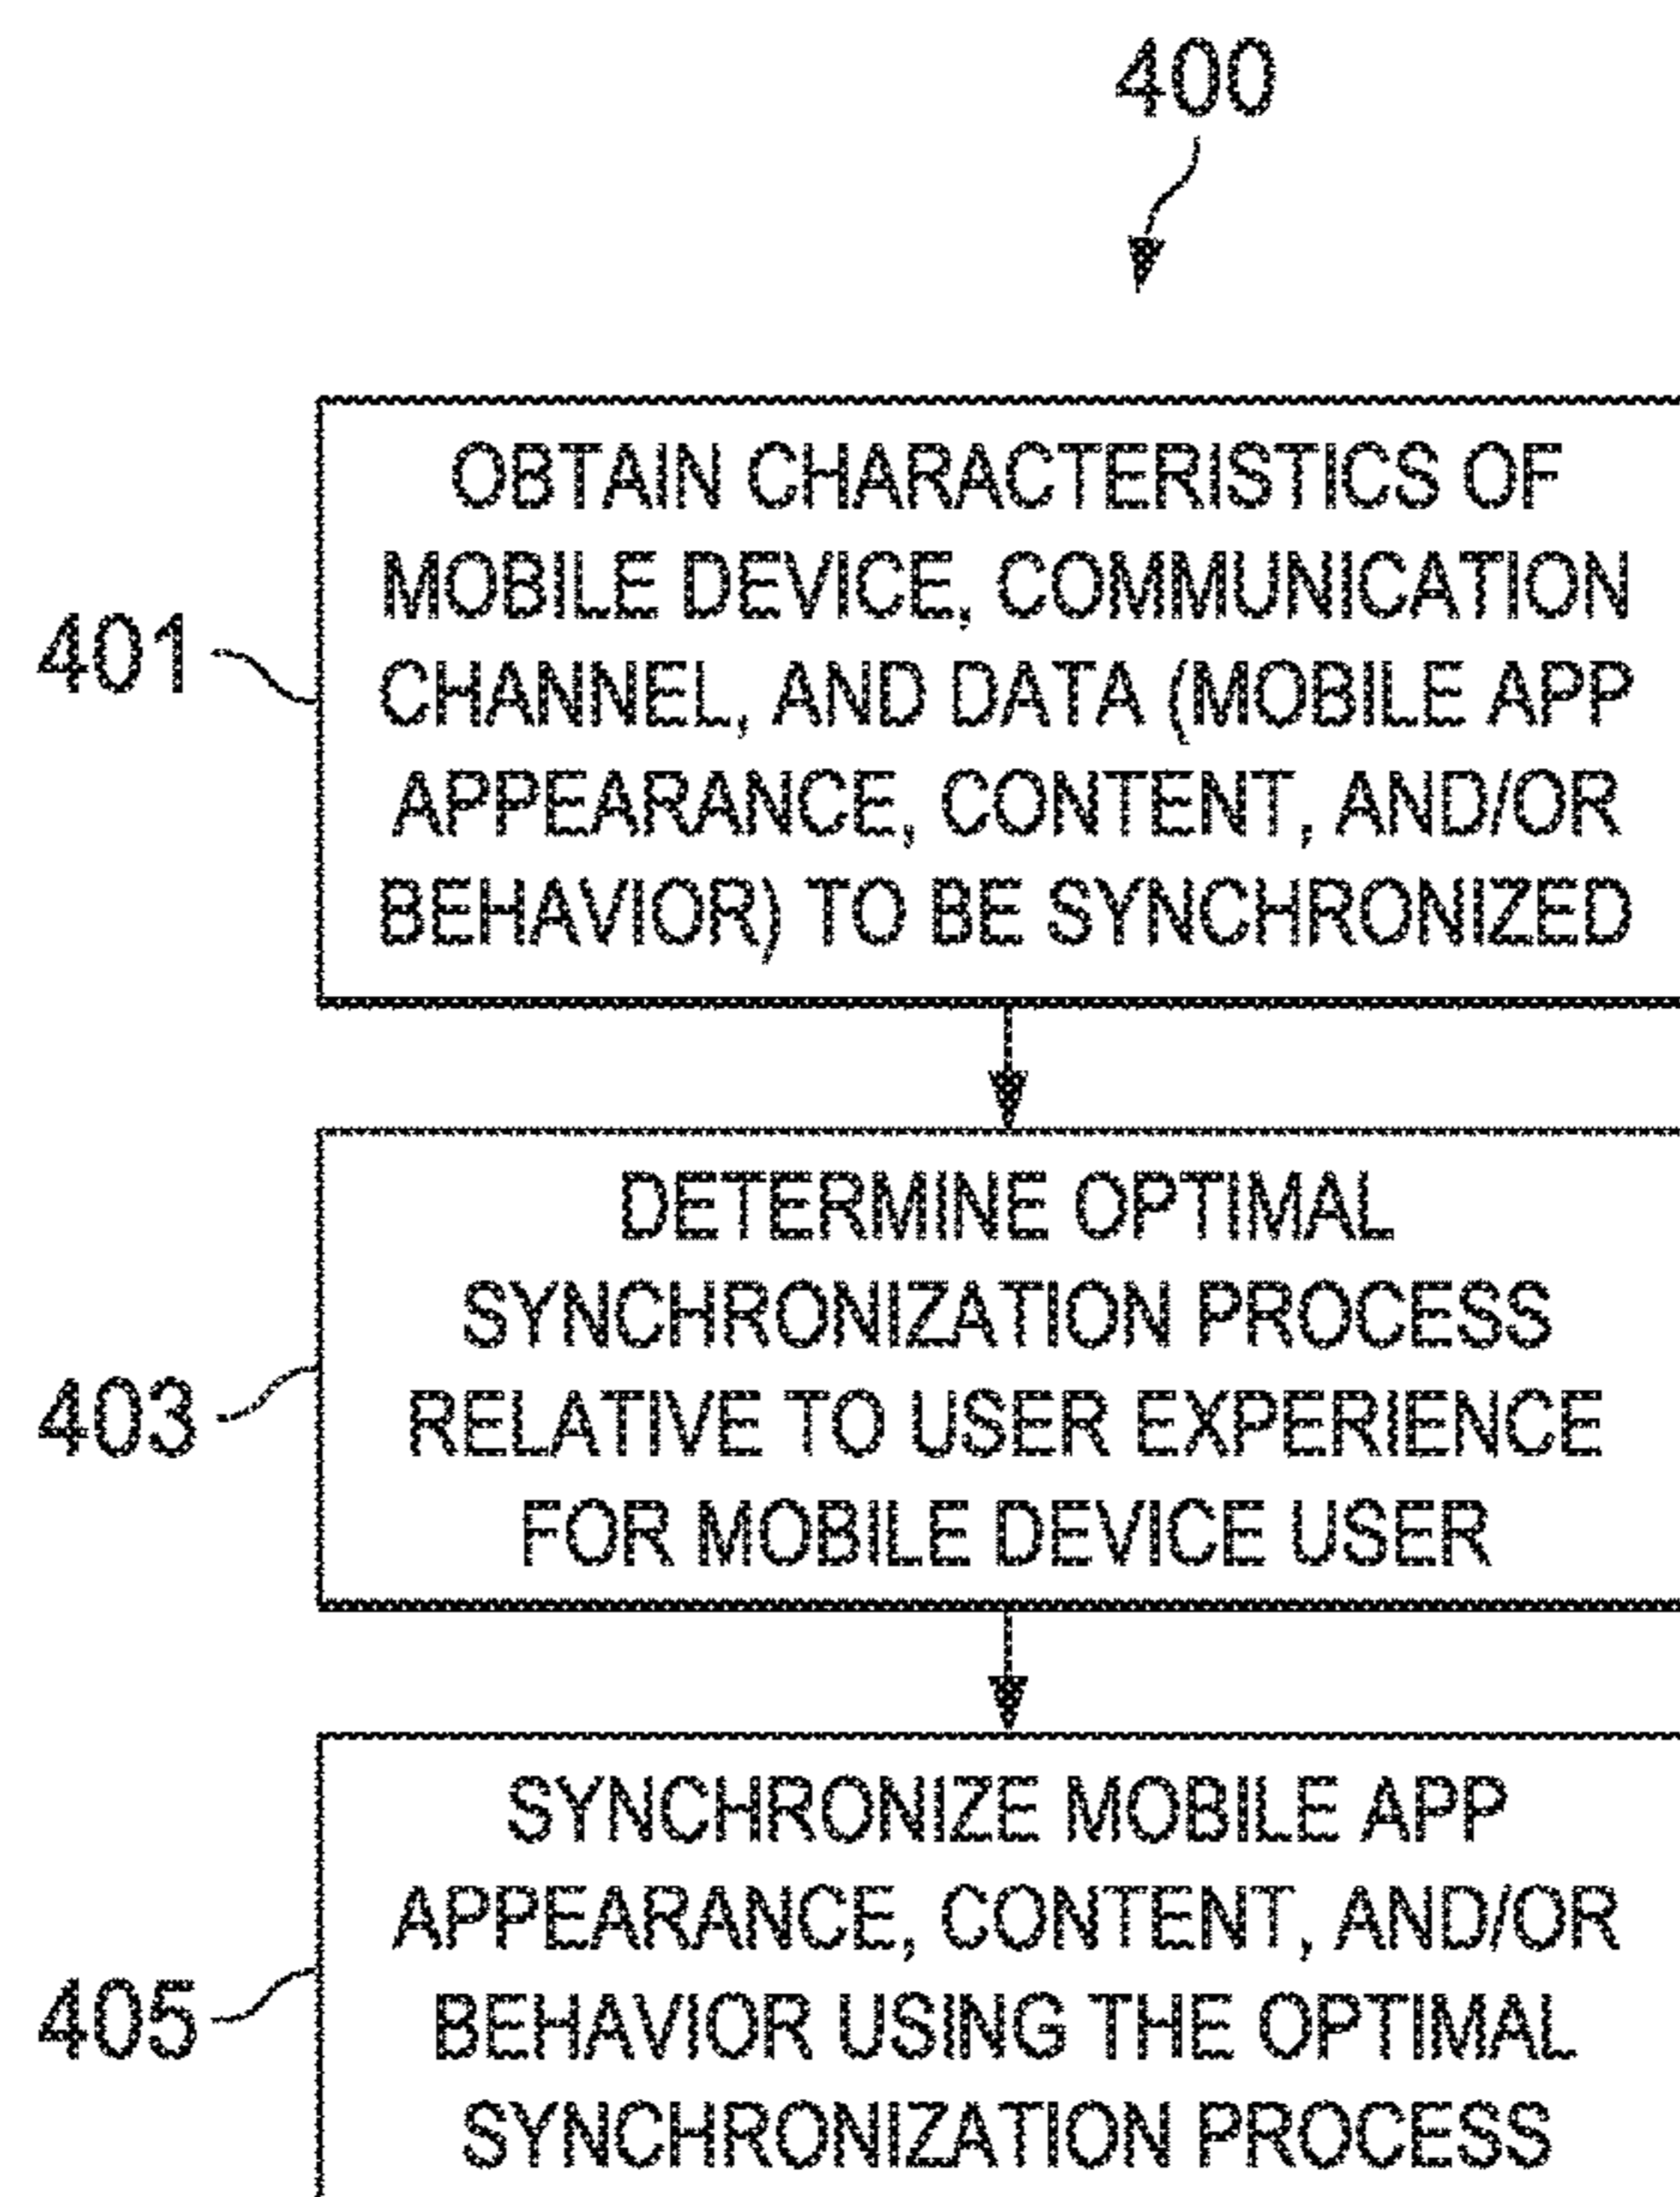 400
401
OBTAIN CHARACTERISTICS OF
MOBILE DEVICE, COMMUNICATION
CHANNEL, AND DATA (MOBILE APP
APPEARANCE, CONTENT, AND/OR
BEHAVIOR) TO BE SYNCHRONIZED
403
DETERMINE OPTIMAL
SYNCHRONIZATION PROCESS
RELATIVE TO USER EXPERIENCE
FOR MOBILE DEVICE USER
405
SYNCHRONIZE MOBILE APP
APPEARANCE, CONTENT, AND/OR
BEHAVIOR USING THE OPTIMAL
SYNCHRONIZATION PROCESS